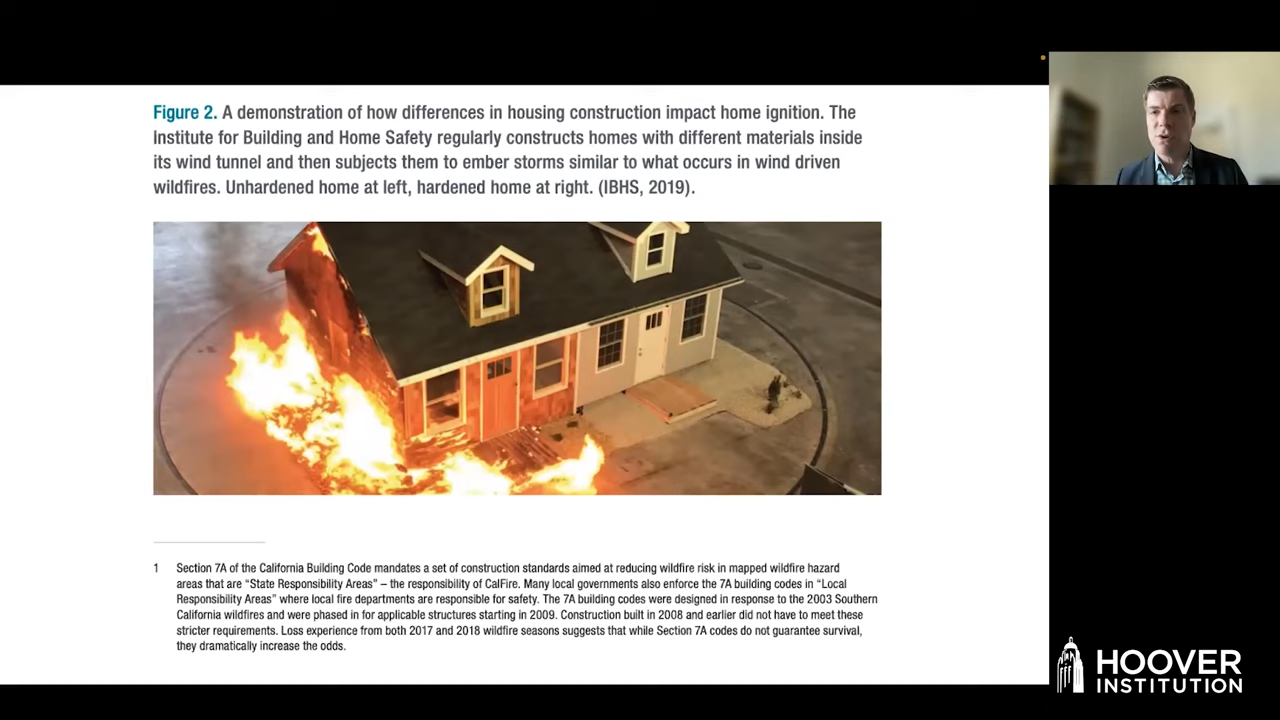 Figure 2. A demonstration of how differences in housing construction impact home ignition. The
Institute for Building and Home Safety regularly constructs homes with different materials inside
its wind tunnel and then subjects them to ember storms similar to what occurs in wind driven
wildfires. Unhardened home at left, hardened home at right. (IBHS, 2019).
1 Section 7A of the California Building Code mandates a set of construction standards aimed at reducing wildfire risk in mapped wildfire hazard
areas that are “State Responsibility Areas” – the responsibility of CalFire. Many local governments also enforce the 7A building codes in “Local
Responsibility Areas” where local fire departments are responsible for safety. The 7A building codes were designed in response to the 2003 Southern
California wildfires and were phased in for applicable structures starting in 2009. Construction built in 2008 and earlier did not have to meet these
stricter requirements. Loss experience from both 2017 and 2018 wildfire seasons suggests that while Section 7A codes do not guarantee survival,
they dramatically increase the odds.
HOOVER
INSTITUTION